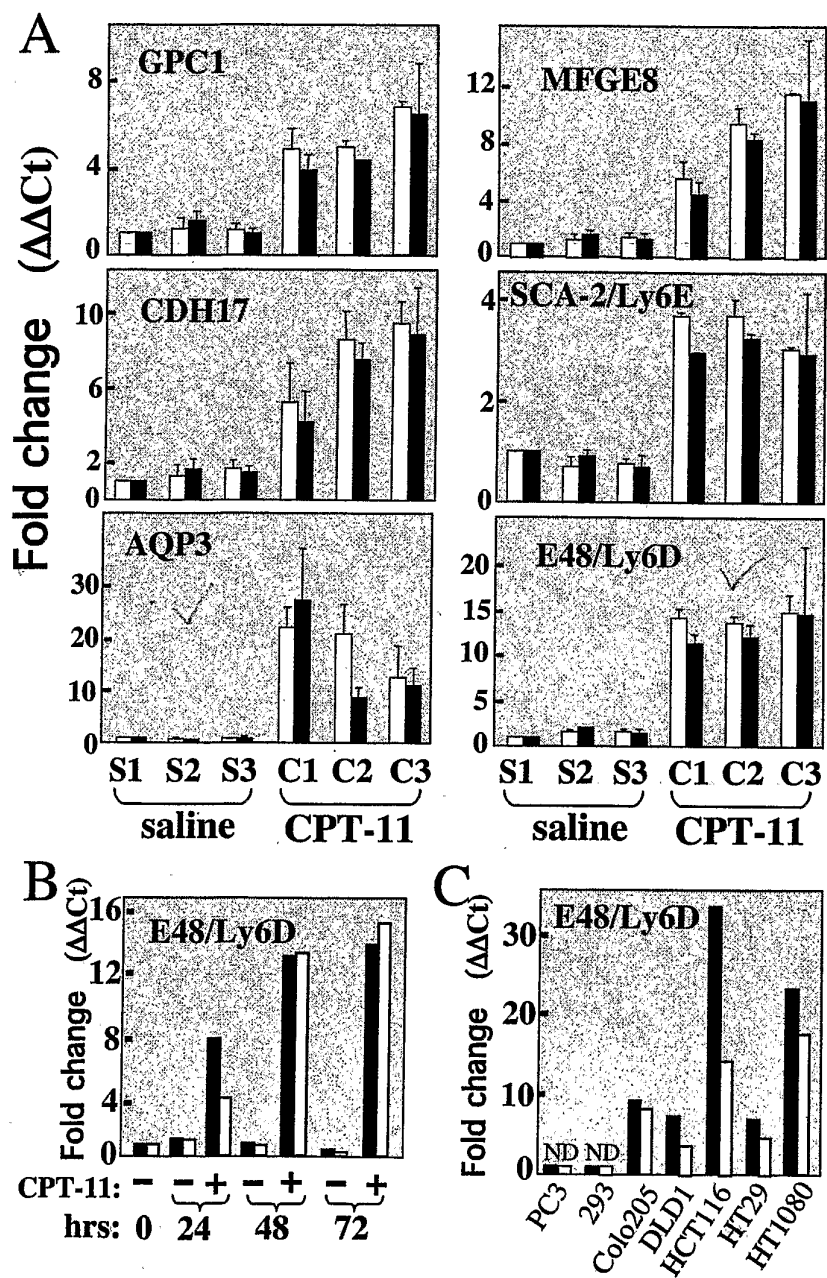 A
Fold change (ΔΔCt)
GPC1
8
4
0
MFGE8
12
8
4
0
CDH17
10
6
2
0
SCA-2/Ly6E
4
2
0
AQP3
30
20
10
0
E48/Ly6D
20
15
10
5
0
S1 S2 S3 C1 C2 C3
saline CPT-11
S1 S2 S3 C1 C2 C3
saline CPT-11
B
Fold change (ΔΔCt)
E48/Ly6D
16
12
8
4
0
CPT-11: − − + − + − +
hrs: 0 24 48 72
C
Fold change (ΔΔCt)
E48/Ly6D
30
20
10
0
ND ND
PC3 293 Colo205 DLD1 HCT116 HT29 HT1080